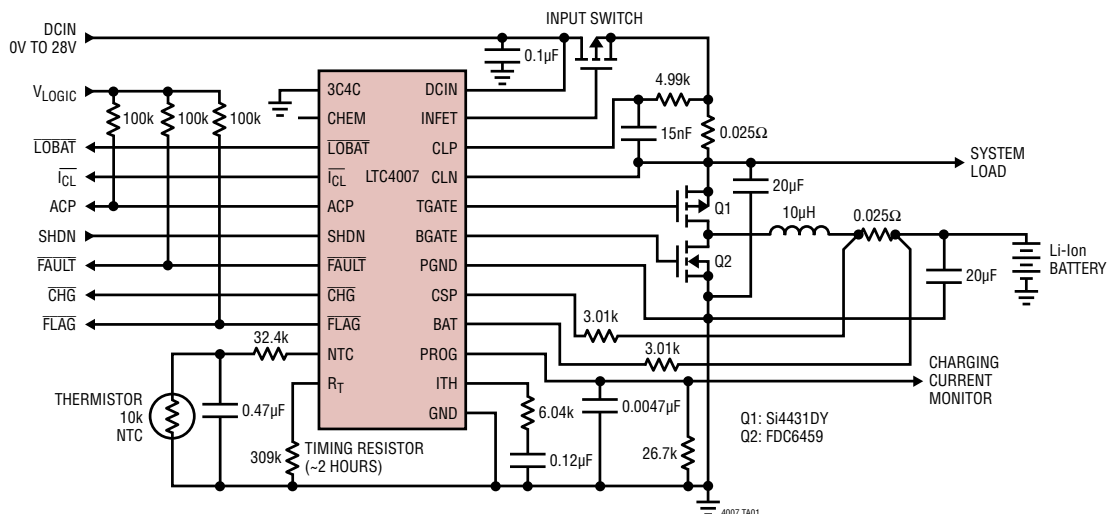 INPUT SWITCH
DCIN
0V TO 28V
0.1µF
VLOGIC
100k
100k
100k
4.99k
15nF
0.025Ω
LOBAT
ICL
ACP
SHDN
FAULT
CHG
FLAG
3C4C
CHEM
LOBAT
ICL
ACP
SHDN
FAULT
CHG
FLAG
NTC
RT
LTC4007
DCIN
INFET
CLP
CLN
TGATE
BGATE
PGND
CSP
BAT
PROG
ITH
GND
SYSTEM
LOAD
20µF
Q1
Q2
10µH
0.025Ω
20µF
Li-Ion
BATTERY
3.01k
3.01k
32.4k
THERMISTOR
10k
NTC
0.47µF
309k
TIMING RESISTOR
(~2 HOURS)
6.04k
0.12µF
0.0047µF
26.7k
CHARGING
CURRENT
MONITOR
Q1: Si4431DY
Q2: FDC6459
4007 TA01